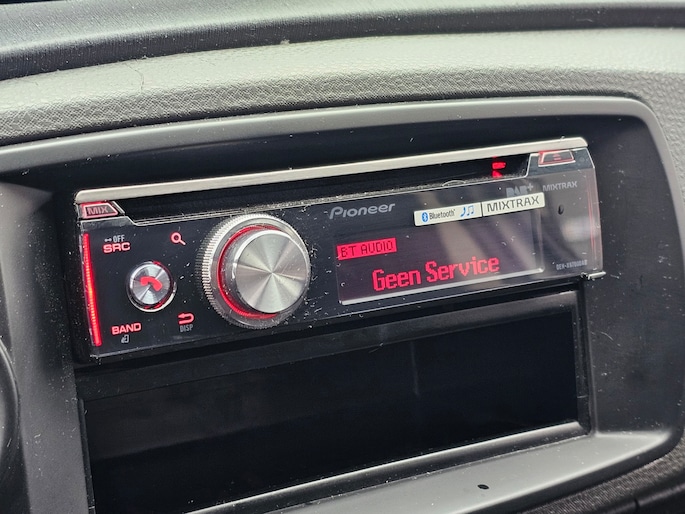 MIX
OFF
SRC
BAND
DISP
Pioneer
Bluetooth
MIXTRAX
DAB+
MIXTRAX
BT AUDIO
Geen Service